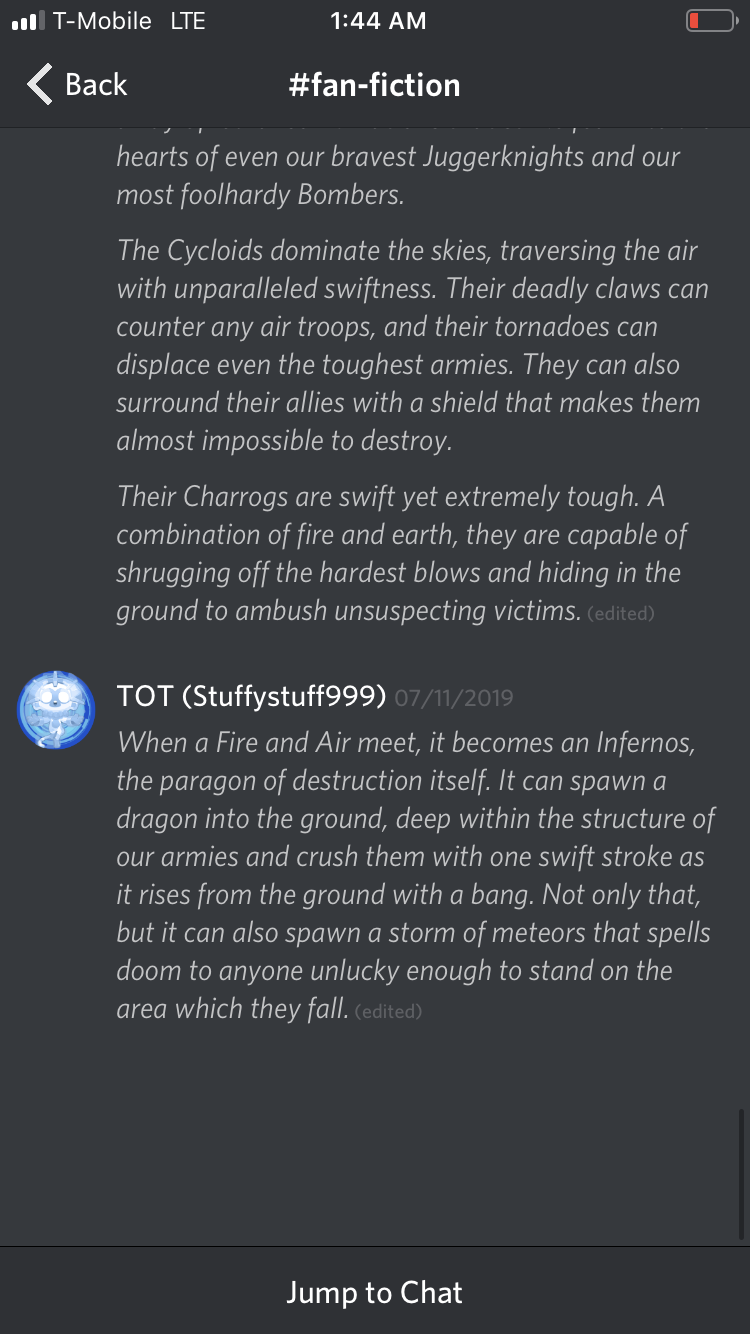 T-Mobile LTE 1:44 AM
Back #fan-fiction
hearts of even our bravest Juggerknights and our
most foolhardy Bombers.
The Cycloids dominate the skies, traversing the air
with unparalleled swiftness. Their deadly claws can
counter any air troops, and their tornadoes can
displace even the toughest armies. They can also
surround their allies with a shield that makes them
almost impossible to destroy.
Their Charrogs are swift yet extremely tough. A
combination of fire and earth, they are capable of
shrugging off the hardest blows and hiding in the
ground to ambush unsuspecting victims. (edited)
TOT (Stuffystuff999) 07/11/2019
When a Fire and Air meet, it becomes an Infernos,
the paragon of destruction itself. It can spawn a
dragon into the ground, deep within the structure of
our armies and crush them with one swift stroke as
it rises from the ground with a bang. Not only that,
but it can also spawn a storm of meteors that spells
doom to anyone unlucky enough to stand on the
area which they fall. (edited)
Jump to Chat